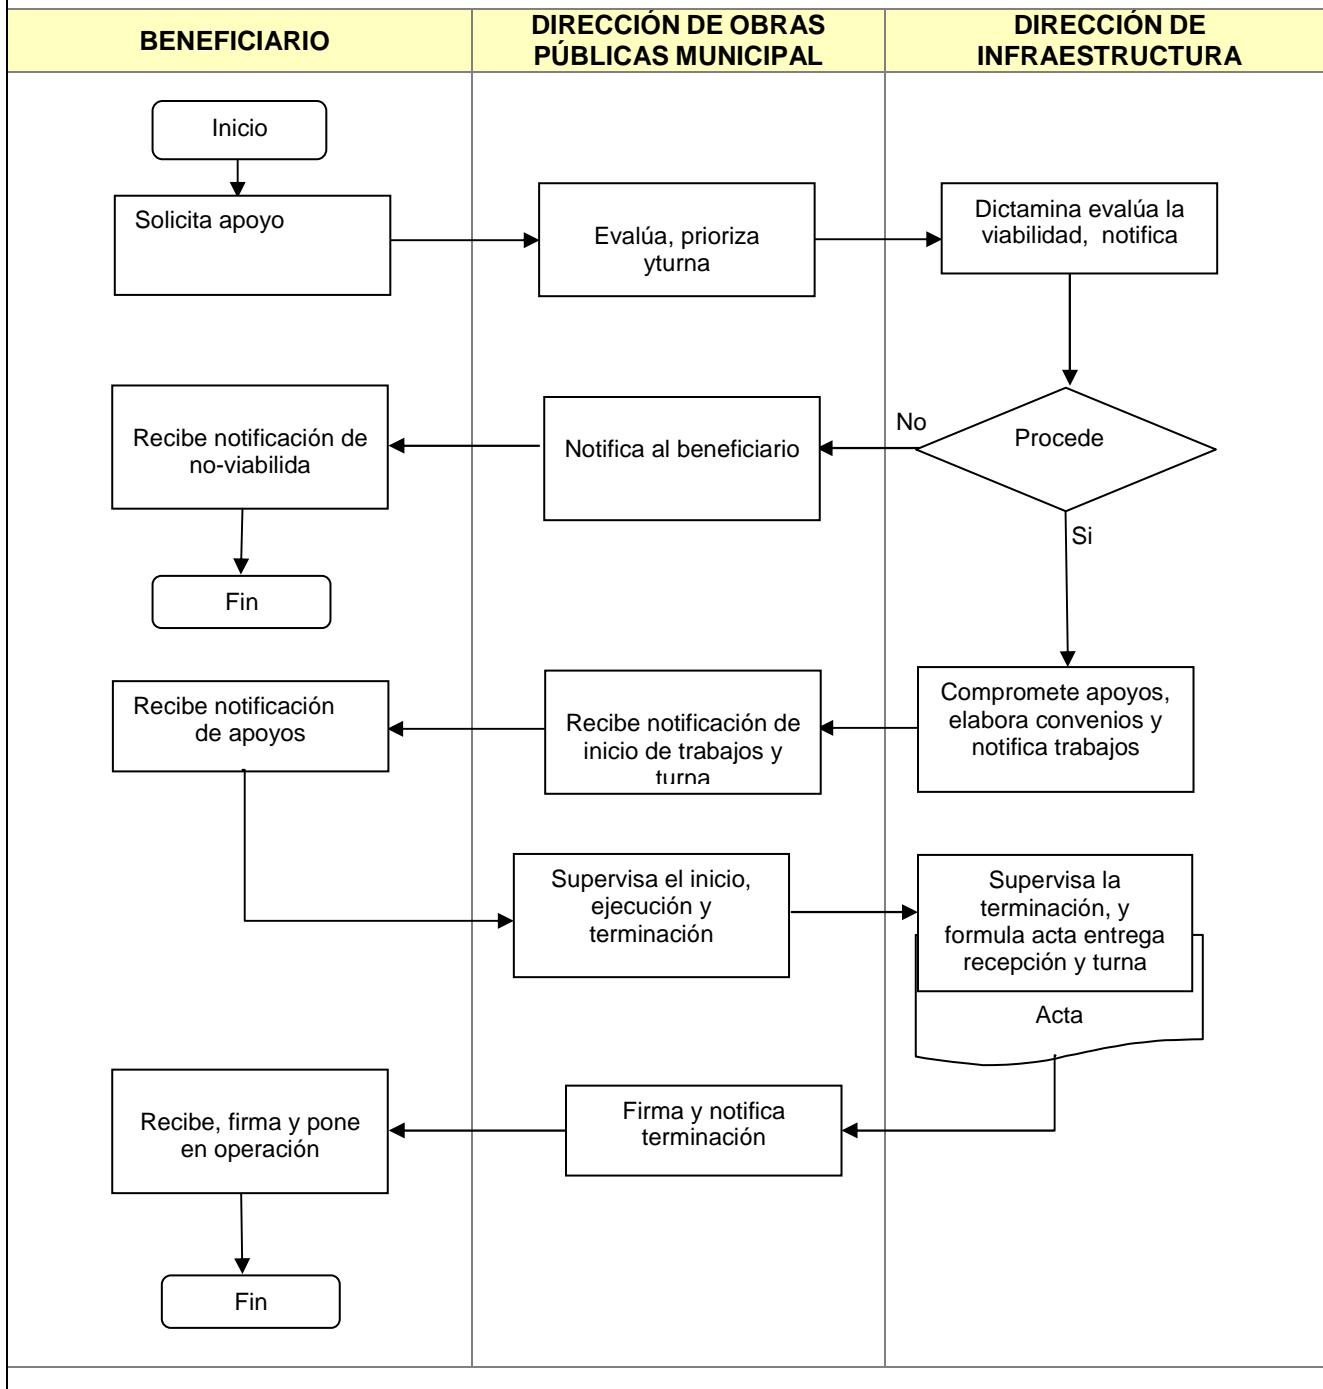 BENEFICIARIO
DIRECCIÓN DE OBRAS
PÚBLICAS MUNICIPAL
DIRECCIÓN DE
INFRAESTRUCTURA
Inicio
Solicita apoyo
Evalúa, prioriza
yturna
Dictamina evalúa la
viabilidad, notifica
Procede
No
Notifica al beneficiario
Recibe notificación de
no-viabilida
Fin
Si
Compromete apoyos,
elabora convenios y
notifica trabajos
Recibe notificación de
inicio de trabajos y
turna
Recibe notificación
de apoyos
Supervisa el inicio,
ejecución y
terminación
Supervisa la
terminación, y
formula acta entrega
recepción y turna
Acta
Firma y notifica
terminación
Recibe, firma y pone
en operación
Fin